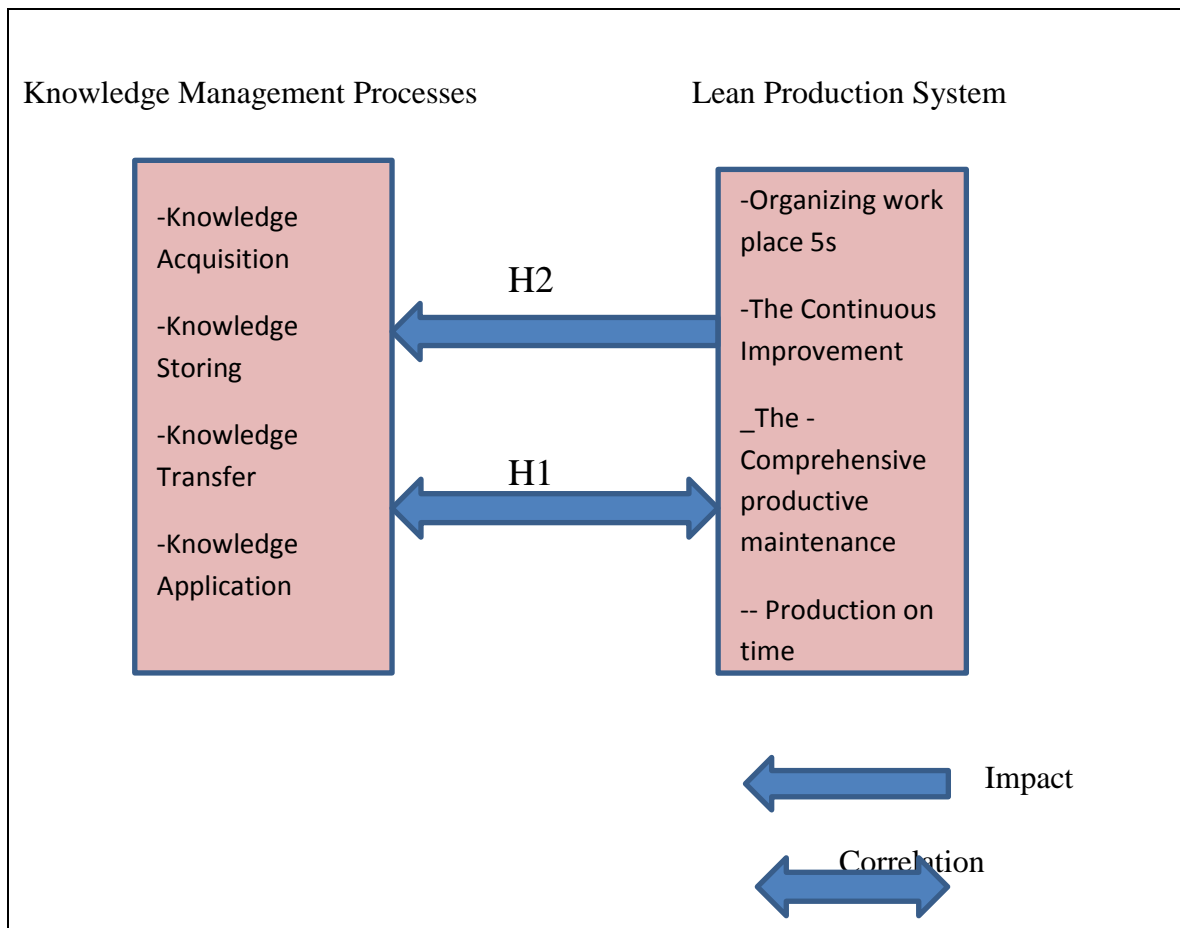 Knowledge Management Processes
Lean Production System
-Knowledge
Acquisition
-Knowledge
Storing
-Knowledge
Transfer
-Knowledge
Application
H2
H1
-Organizing work
place 5s
-The Continuous
Improvement
_The -
Comprehensive
productive
maintenance
-- Production on
time
Impact
Correlation